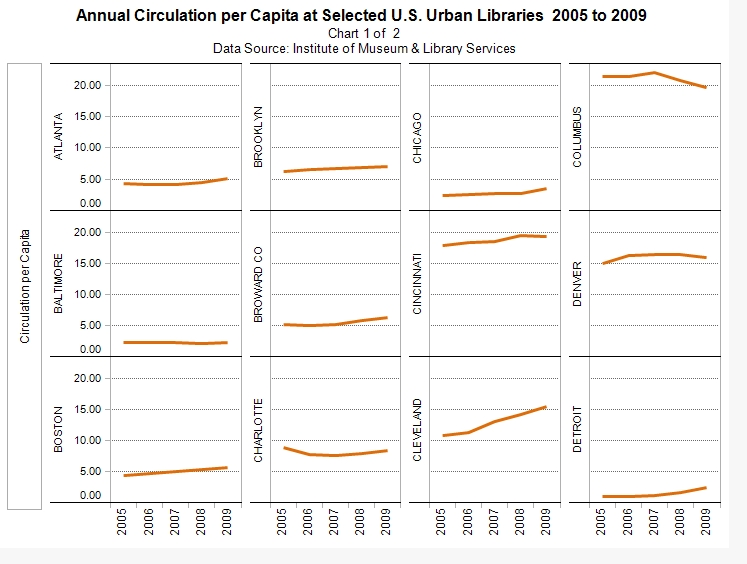 Annual Circulation per Capita at Selected U.S. Urban Libraries 2005 to 2009
Chart 1 of 2
Data Source: Institute of Museum & Library Services
Circulation per Capita
ATLANTA
20.00
15.00
10.00
5.00
0.00
BROOKLYN
CHICAGO
COLUMBUS
BALTIMORE
20.00
15.00
10.00
5.00
0.00
BROWARD CO
CINCINNATI
DENVER
BOSTON
20.00
15.00
10.00
5.00
0.00
CHARLOTTE
CLEVELAND
DETROIT
2005 2006 2007 2008 2009 2005 2006 2007 2008 2009 2005 2006 2007 2008 2009 2005 2006 2007 2008 2009